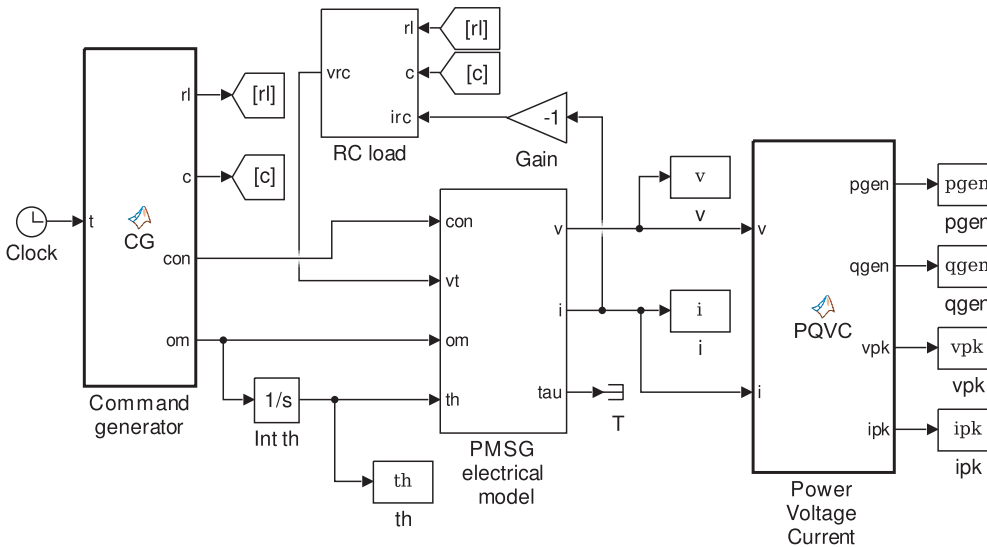 rl
[rl]
vrc
c
[c]
irc
-1
RC load
Gain
rl
[rl]
c
[c]
t
CG
Clock
con
om
Command
generator
1/s
Int th
th
th
con
vt
om
th
v
i
tau
PMSG
electrical
model
v
v
i
i
T
v
i
PQVC
pgen
qgen
vpk
ipk
Power
Voltage
Current
pgen
pgen
qgen
qgen
vpk
vpk
ipk
ipk